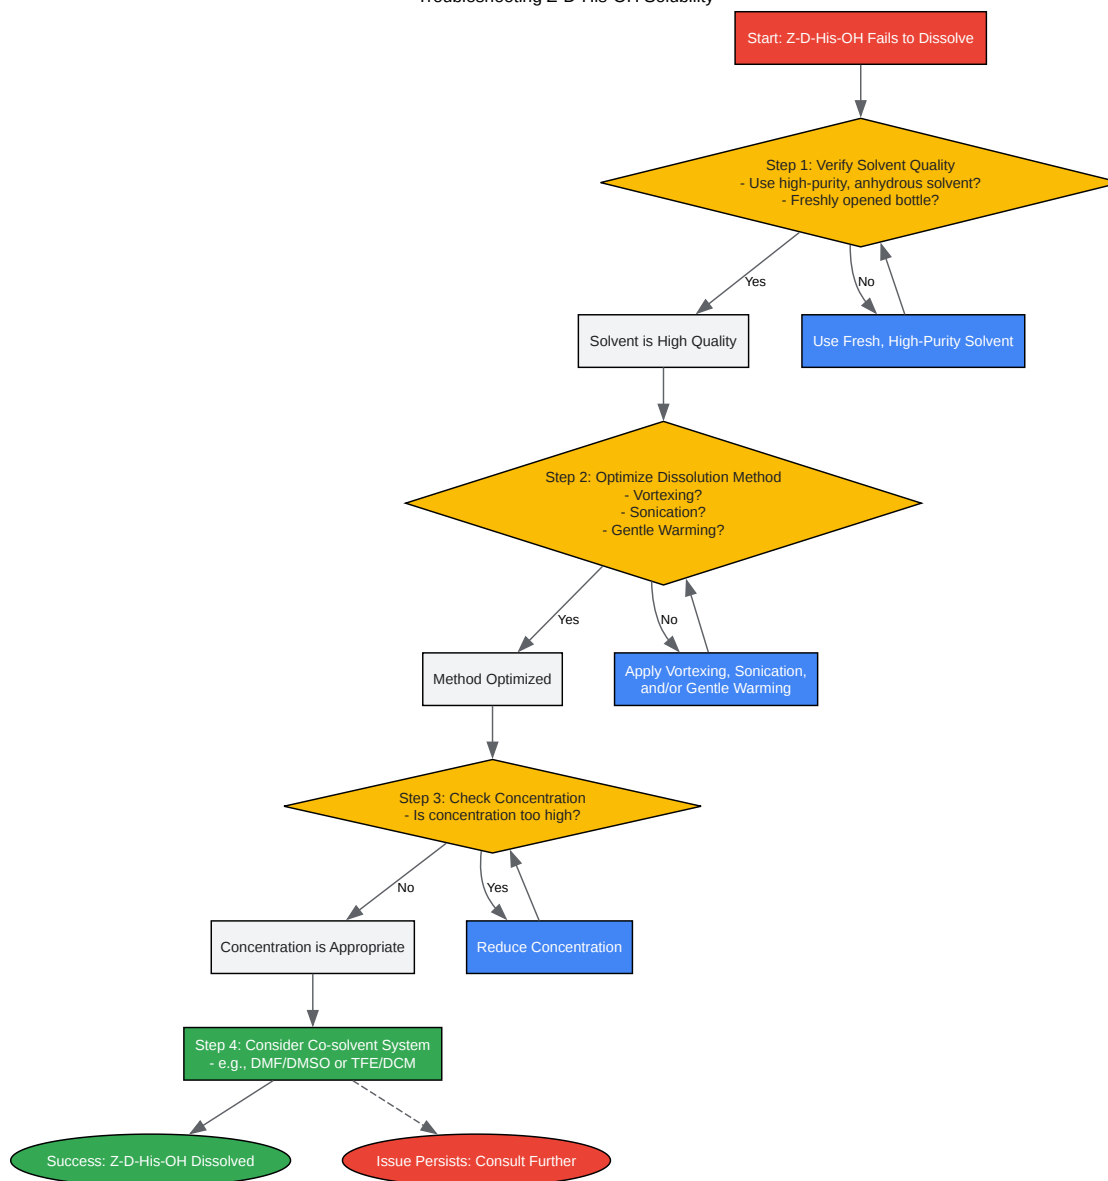 Troubleshooting Z-D-His-OH Solubility
Start: Z-D-His-OH Fails to Dissolve
Step 1: Verify Solvent Quality
- Use high-purity, anhydrous solvent?
- Freshly opened bottle?
Yes
No
Solvent is High Quality
Use Fresh, High-Purity Solvent
Step 2: Optimize Dissolution Method
- Vortexing?
- Sonication?
- Gentle Warming?
Yes
No
Method Optimized
Apply Vortexing, Sonication,
and/or Gentle Warming
Step 3: Check Concentration
- Is concentration too high?
No
Yes
Concentration is Appropriate
Reduce Concentration
Step 4: Consider Co-solvent System
- e.g., DMF/DMSO or TFE/DCM
Success: Z-D-His-OH Dissolved
Issue Persists: Consult Further